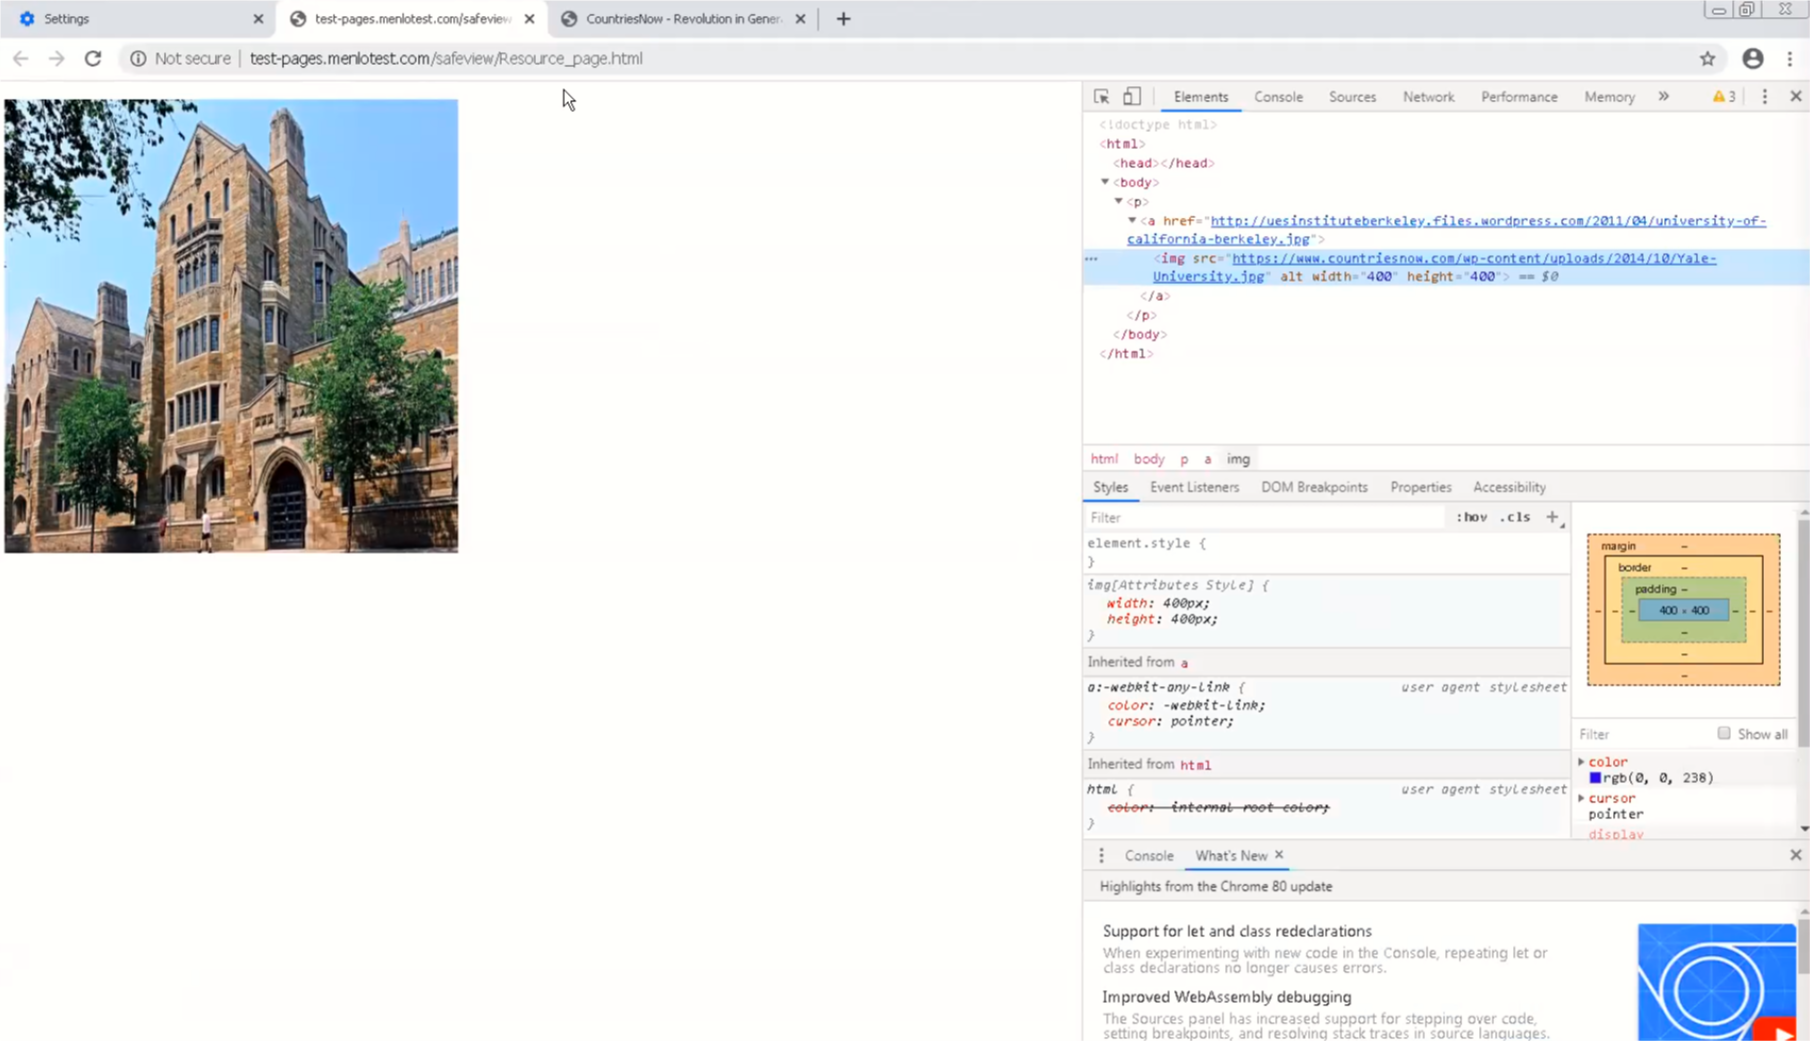 Settings
test-pages.menlotest.com/safeview
CountriesNow - Revolution in Gener
Not secure | test-pages.menlotest.com/safeview/Resource_page.html
Elements Console Sources Network Performance Memory » 3
<!doctype html>
<html>
<head></head>
<body>
<p>
<a href="http://uesinstituteberkeley.files.wordpress.com/2011/04/university-of-
california-berkeley.jpg">
<img src="https://www.countriesnow.com/wp-content/uploads/2014/10/Yale-
University.jpg" alt width="400" height="400"> == $0
</a>
</p>
</body>
</html>
html body p a img
Styles Event Listeners DOM Breakpoints Properties Accessibility
Filter :hov .cls +
element.style {
}
img[Attributes Style] {
width: 400px;
height: 400px;
}
Inherited from a
a:-webkit-any-link { user agent stylesheet
color: -webkit-link;
cursor: pointer;
}
Inherited from html
html { user agent stylesheet
color: -internal-root-color;
}
margin –
border –
padding –
– – – 400 × 400 – – –
–
–
–
Filter Show all
color
rgb(0, 0, 238)
cursor
pointer
display
Console What's New
Highlights from the Chrome 80 update
Support for let and class redeclarations
When experimenting with new code in the Console, repeating let or
class declarations no longer causes errors.
Improved WebAssembly debugging
The Sources panel has increased support for stepping over code,
setting breakpoints, and resolving stack traces in source languages.